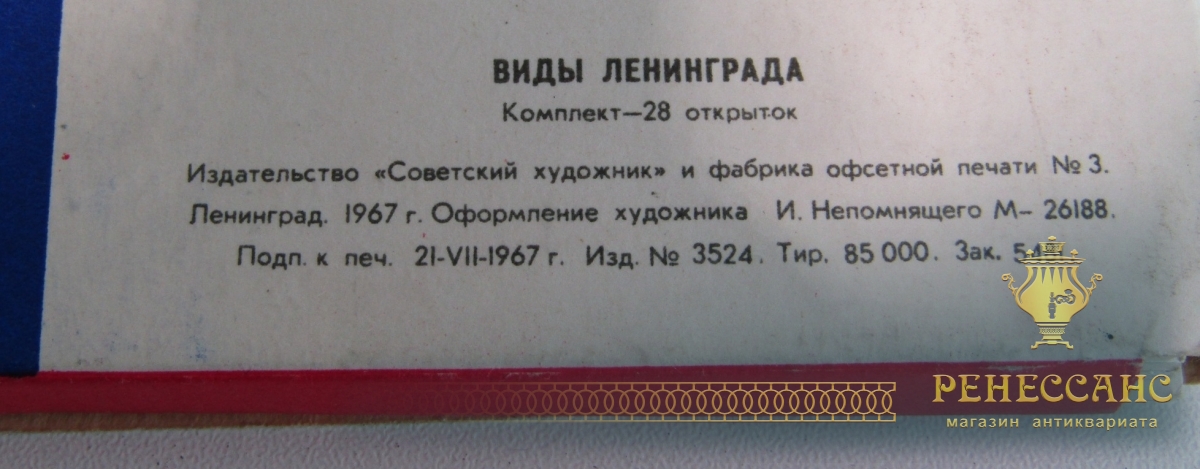 ВИДЫ ЛЕНИНГРАДА
Комплект—28 открыток
Издательство «Советский художник» и фабрика офсетной печати № 3.
Ленинград. 1967 г. Оформление художника И. Непомнящего М- 26188.
Подп. к печ. 21-VII-1967 г. Изд. № 3524. Тир. 85 000. Зак.
РЕНЕССАНС
магазин антиквариата